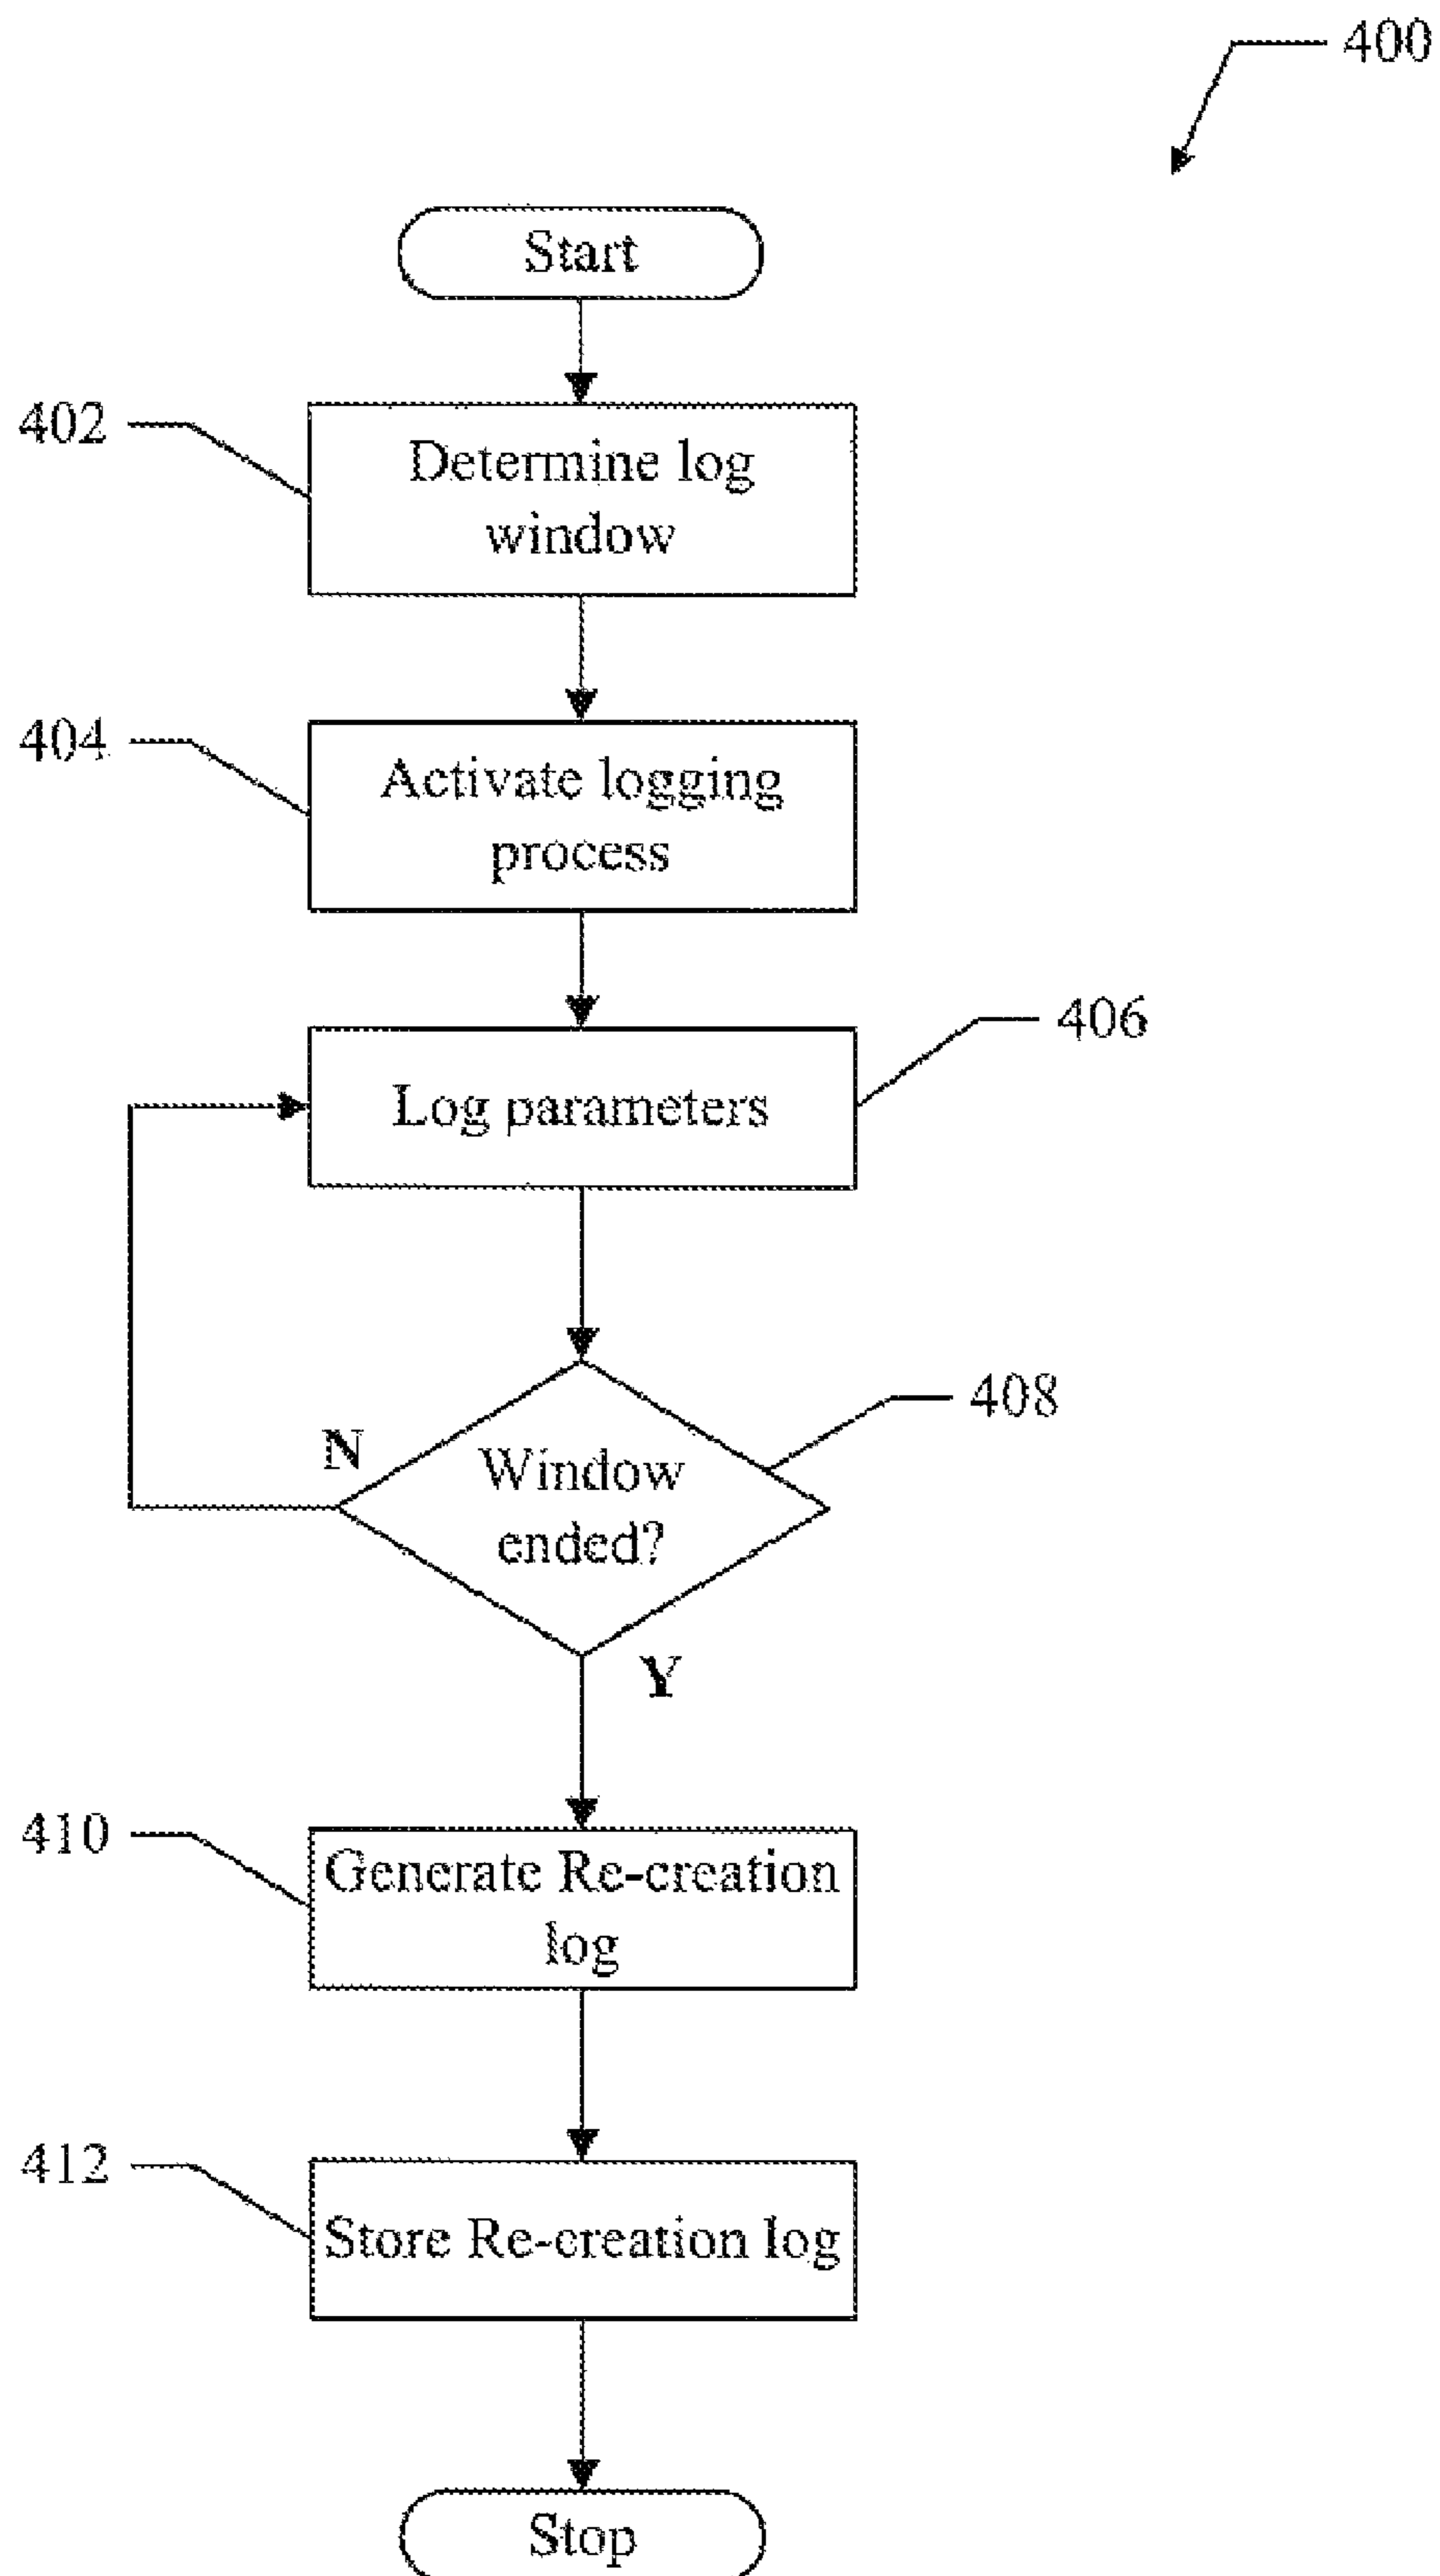 400
Start
402
Determine log
window
404
Activate logging
process
406
Log parameters
408
N
Window
ended?
Y
410
Generate Re-creation
log
412
Store Re-creation log
Stop